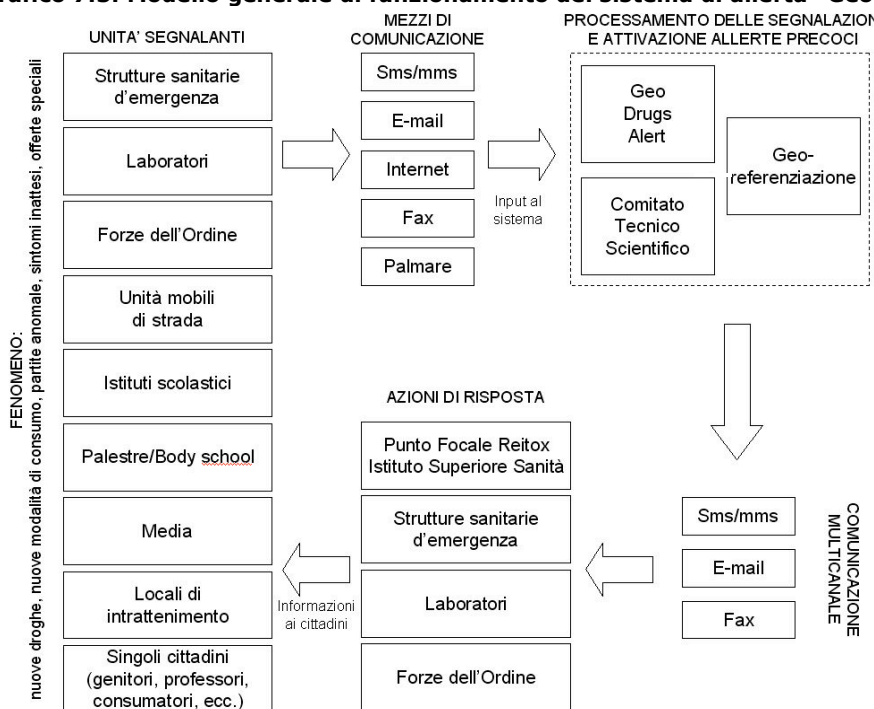 7.3: Modello generale di funzionamento del sistema di allerta
UNITA' SEGNALANTI
MEZZI DI
COMUNICAZIONE
PROCESSAMENTO DELLE SEGNALAZION
E ATTIVAZIONE ALLERTE PRECOCI
FENOMENO:
nuove droghe, nuove modalità di consumo, partite anomale, sintomi inattesi, offerte speciali
Strutture sanitarie
d'emergenza
Laboratori
Forze dell'Ordine
Unità mobili
di strada
Istituti scolastici
Palestre/Body school
Media
Locali di
intrattenimento
Singoli cittadini
(genitori, professori,
consumatori, ecc.)
Sms/mms
E-mail
Internet
Fax
Palmare
Input al
sistema
Geo
Drugs
Alert
Comitato
Tecnico
Scientifico
Geo-
referenziazione
COMUNICAZIONE
MULTICANALE
Sms/mms
E-mail
Fax
AZIONI DI RISPOSTA
Punto Focale Reitox
Istituto Superiore Sanità
Strutture sanitarie
d'emergenza
Laboratori
Forze dell'Ordine
Informazioni
ai cittadini